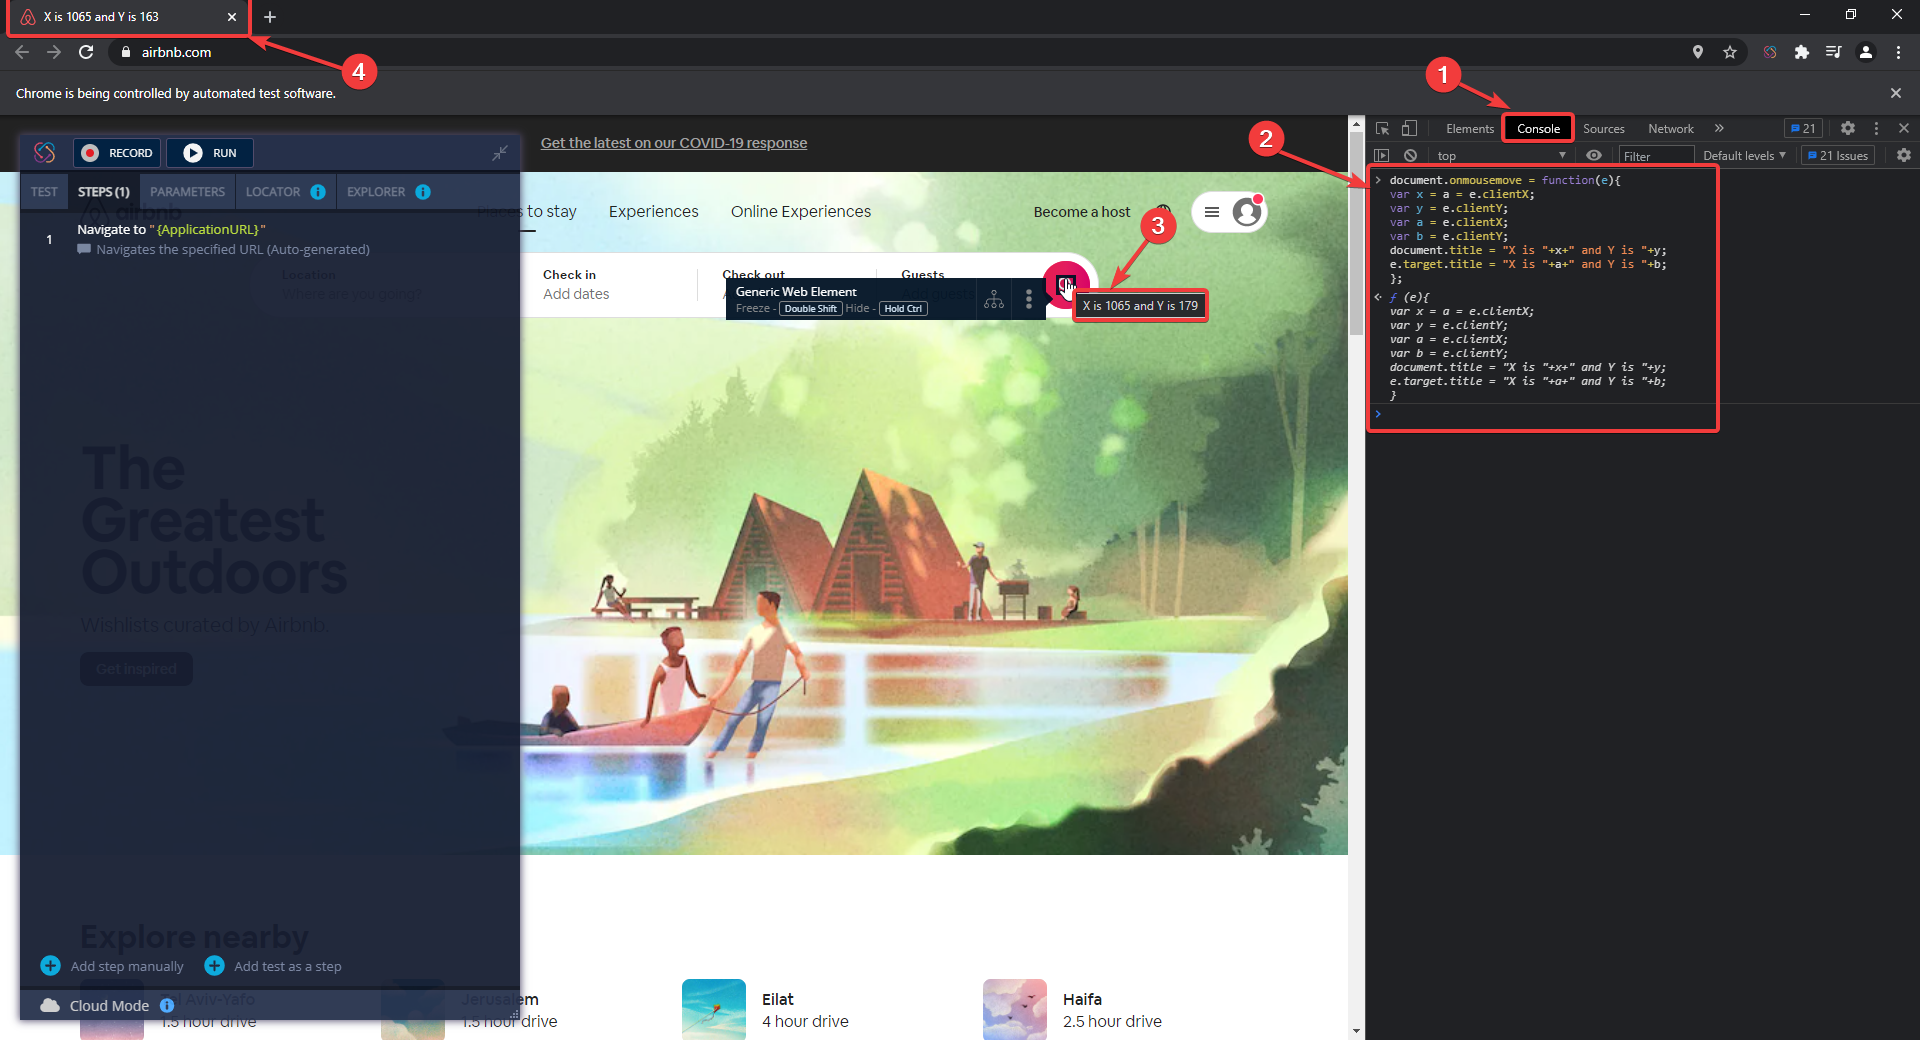 X is 1065 and Y is 163
airbnb.com
4
1
Chrome is being controlled by automated test software.
2
Elements Console Sources Network » 21
top Filter Default levels ▼ 21 Issues
RECORD RUN
Get the latest on our COVID-19 response
TEST STEPS (1) PARAMETERS LOCATOR i EXPLORER i
airbnb
Places to stay Experiences Online Experiences Become a host
1 Navigate to "{ApplicationURL}"
Navigates the specified URL (Auto-generated)
3
Location Check in Check out Guests
Where are you going? Add dates Add guests
Generic Web Element
Freeze - Double Shift Hide - Hold Ctrl
X is 1065 and Y is 179
> document.onmousemove = function(e){
var x = a = e.clientX;
var y = e.clientY;
var a = e.clientX;
var b = e.clientY;
document.title = "X is "+x+" and Y is "+y;
e.target.title = "X is "+a+" and Y is "+b;
};
ƒ (e){
var x = a = e.clientX;
var y = e.clientY;
var a = e.clientX;
var b = e.clientY;
document.title = "X is "+x+" and Y is "+y;
e.target.title = "X is "+a+" and Y is "+b;
}
>
The
Greatest
Outdoors
Wishlists curated by Airbnb.
Get inspired
Explore nearby
Add step manually Add test as a step
Cloud Mode i
Tel Aviv-Yafo
1.5 hour drive
Jerusalem
1.5 hour drive
Eilat
4 hour drive
Haifa
2.5 hour drive